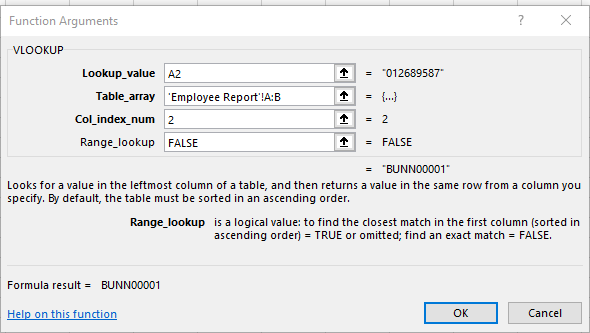 Function Arguments ? X
VLOOKUP
Lookup_value A2 = "012689587"
Table_array 'Employee Report'!A:B = {...}
Col_index_num 2 = 2
Range_lookup FALSE = FALSE
= "BUNN00001"
Looks for a value in the leftmost column of a table, and then returns a value in the same row from a column you
specify. By default, the table must be sorted in an ascending order.
Range_lookup is a logical value: to find the closest match in the first column (sorted in
ascending order) = TRUE or omitted; find an exact match = FALSE.
Formula result = BUNN00001
Help on this function OK Cancel